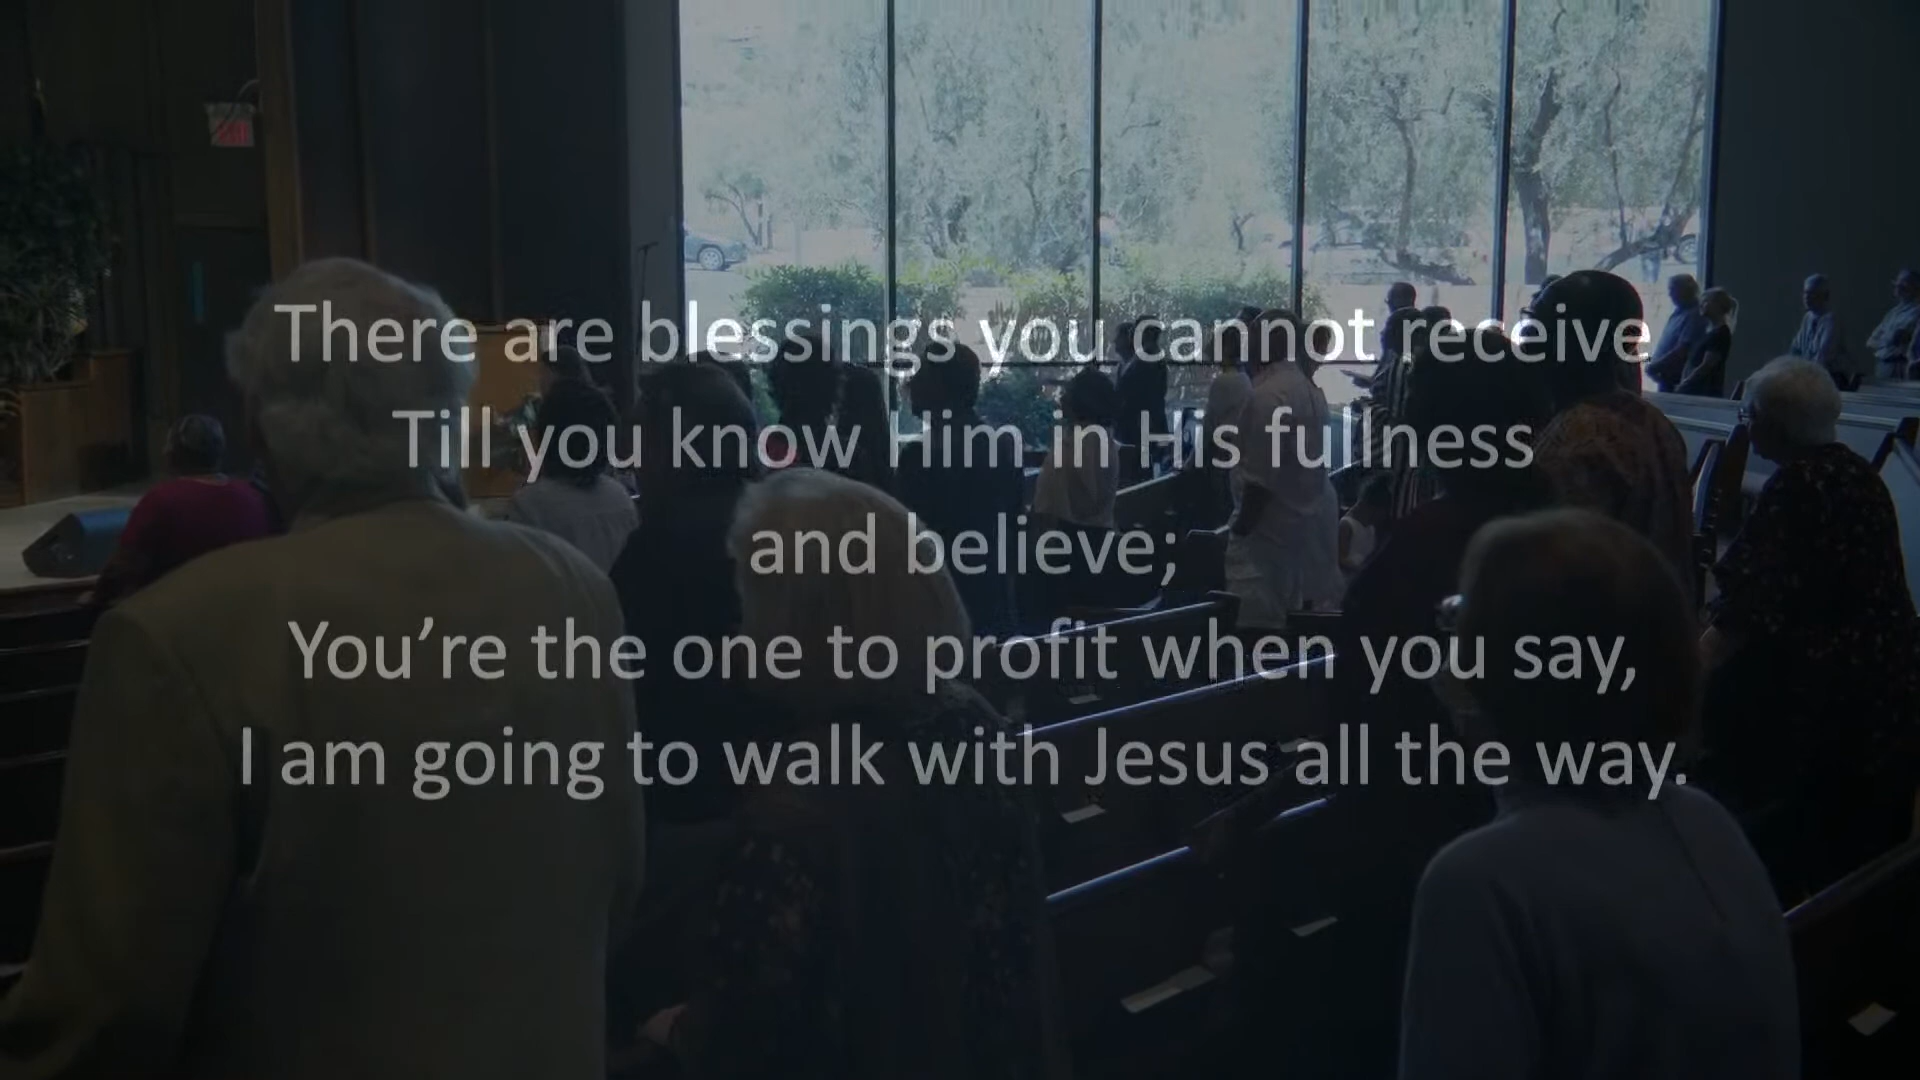 There are blessings you cannot receive
Till you know Him in His fullness
and believe;
You're the one to profit when you say,
I am going to walk with Jesus all the way.